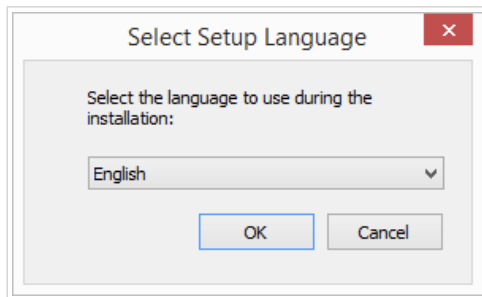 Select Setup Language
Select the language to use during the
installation:
English
OK
Cancel